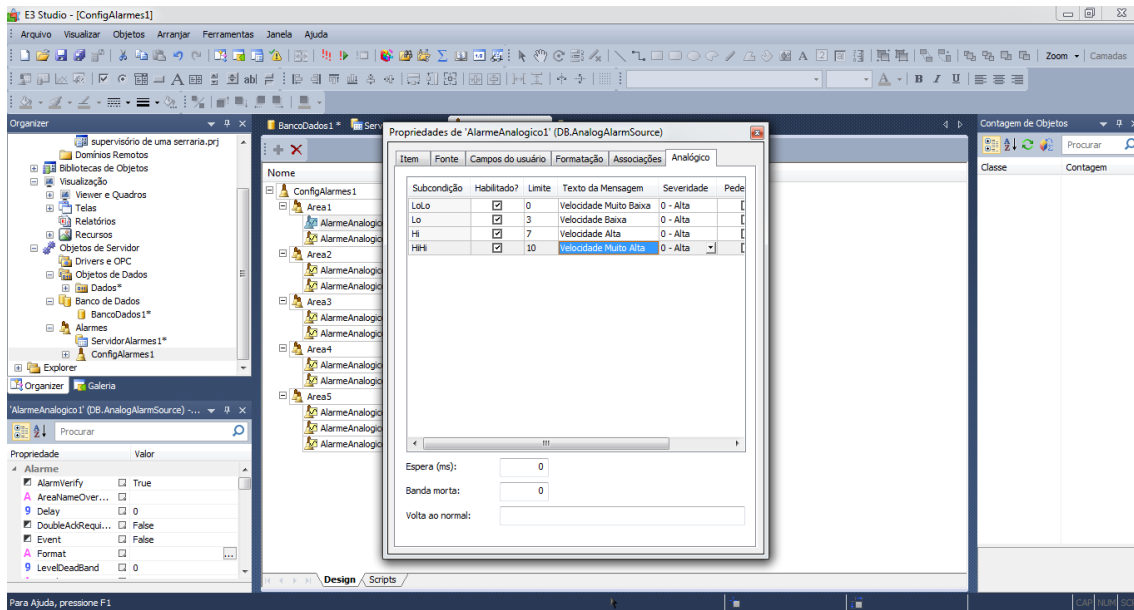 E3 Studio - [ConfigAlarmes1]
Arquivo Visualizar Objetos Arranjar Ferramentas Janela Ajuda
Zoom Camadas
Organizer
supervisório de uma serraria.prj
Domínios Remotos
Bibliotecas de Objetos
Visualização
Viewer e Quadros
Telas
Relatórios
Recursos
Objetos de Servidor
Drivers e OPC
Objetos de Dados
Dados*
Banco de Dados
BancoDados1*
Alarmes
ServidorAlarmes1*
ConfigAlarmes1
Explorer
Organizer Galeria
'AlarmeAnalogico1' (DB.AnalogAlarmSource) -...
Procurar
Propriedade Valor
Alarme
AlarmVerify True
AreaNameOver...
Delay 0
DoubleAckRequi... False
Event False
Format ...
LevelDeadBand 0
BancoDados1* Serv
Nome
ConfigAlarmes1
Area1
AlarmeAnalogic
AlarmeAnalogic
Area2
AlarmeAnalogic
AlarmeAnalogic
Area3
AlarmeAnalogic
AlarmeAnalogic
Area4
AlarmeAnalogic
AlarmeAnalogic
Area5
AlarmeAnalogic
AlarmeAnalogic
AlarmeAnalogic
Design Scripts
Propriedades de 'AlarmeAnalogico1' (DB.AnalogAlarmSource)
Item Fonte Campos do usuário Formatação Associações Analógico
Subcondição Habilitado? Limite Texto da Mensagem Severidade Pede
LoLo 0 Velocidade Muito Baixa 0 - Alta
Lo 3 Velocidade Baixa 0 - Alta
Hi 7 Velocidade Alta 0 - Alta
HiHi 10 Velocidade Muito Alta 0 - Alta
Espera (ms): 0
Banda morta: 0
Volta ao normal:
Contagem de Objetos
Procurar
Classe Contagem
Para Ajuda, pressione F1
CAP NUM SCR